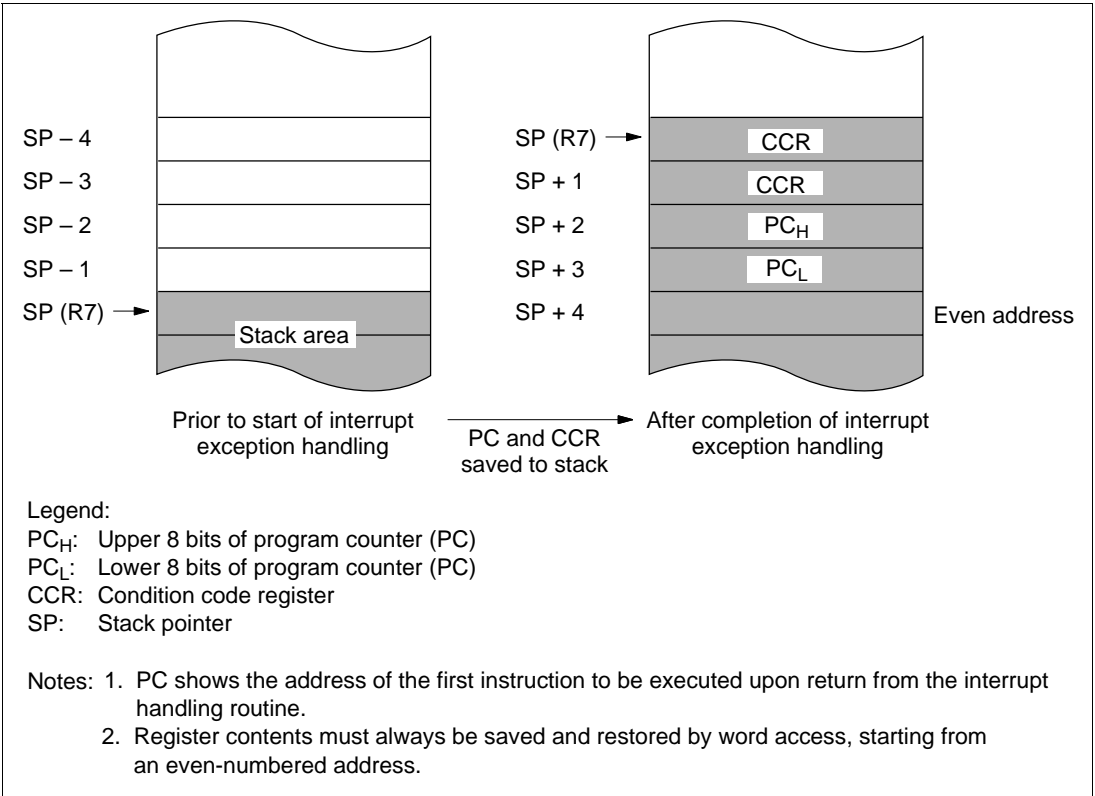 SP – 4
SP – 3
SP – 2
SP – 1
SP (R7)
Stack area
SP (R7)
SP + 1
SP + 2
SP + 3
SP + 4
CCR
CCR
PCH
PCL
Even address
Prior to start of interrupt
exception handling
PC and CCR
saved to stack
After completion of interrupt
exception handling
Legend:
PCH: Upper 8 bits of program counter (PC)
PCL: Lower 8 bits of program counter (PC)
CCR: Condition code register
SP: Stack pointer
Notes: 1. PC shows the address of the first instruction to be executed upon return from the interrupt
handling routine.
2. Register contents must always be saved and restored by word access, starting from
an even-numbered address.